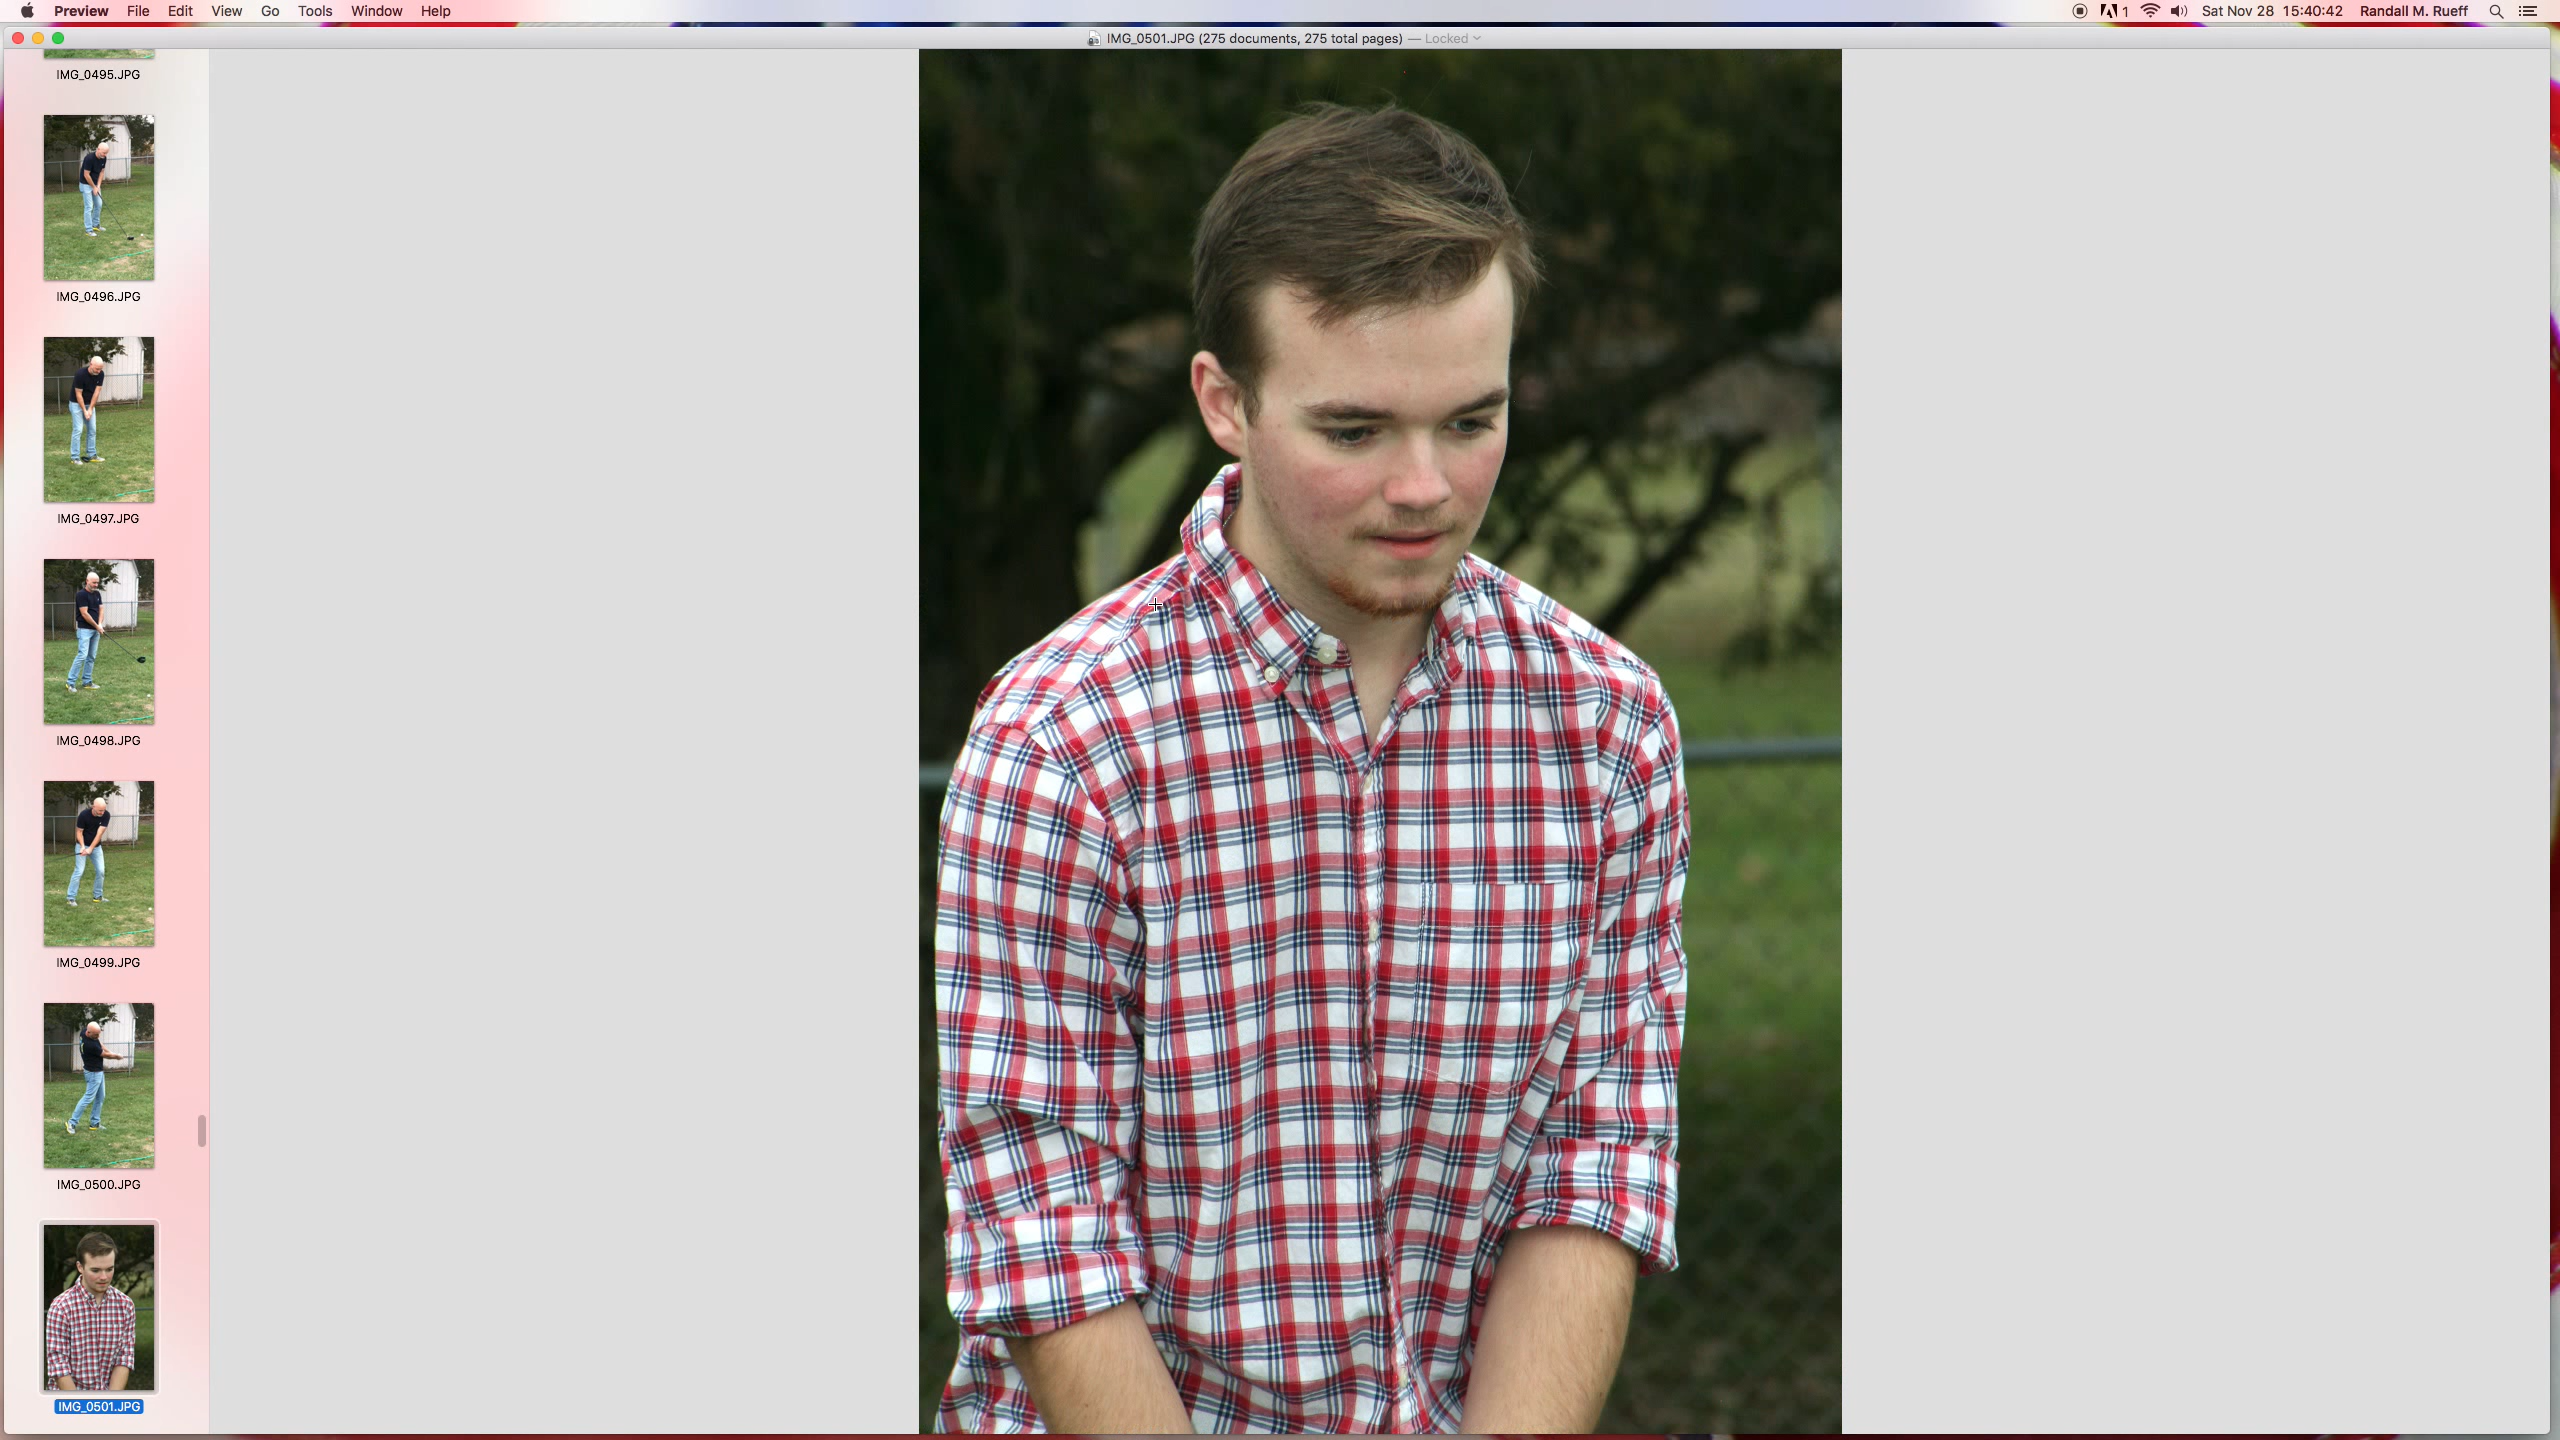 Preview File Edit View Go Tools Window Help
1 Sat Nov 28 15:40:42 Randall M. Rueff
IMG_0501.JPG (275 documents, 275 total pages) — Locked
IMG_0495.JPG
IMG_0496.JPG
IMG_0497.JPG
IMG_0498.JPG
IMG_0499.JPG
IMG_0500.JPG
IMG_0501.JPG